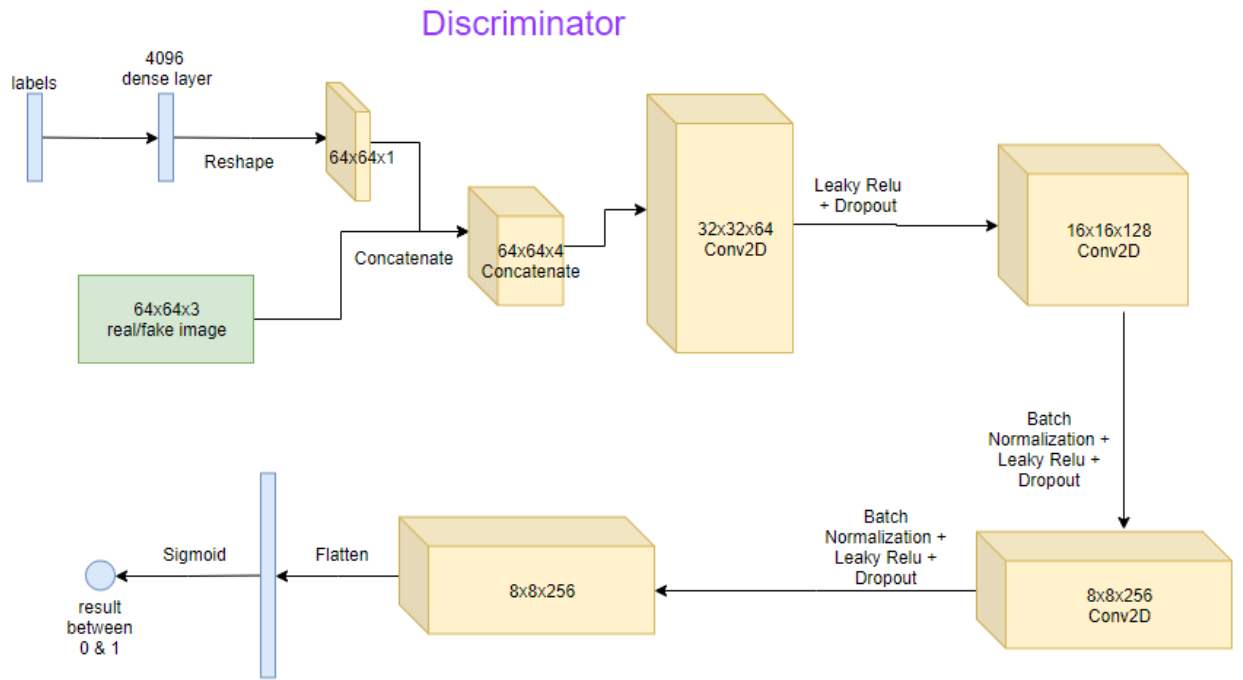 Discriminator
labels
4096
dense layer
Reshape
64x64x1
64x64x3
real/fake image
Concatenate
64x64x4
Concatenate
32x32x64
Conv2D
Leaky Relu
+ Dropout
16x16x128
Conv2D
Batch
Normalization +
Leaky Relu +
Dropout
8x8x256
Conv2D
Batch
Normalization +
Leaky Relu +
Dropout
8x8x256
Flatten
Sigmoid
result
between
0 & 1